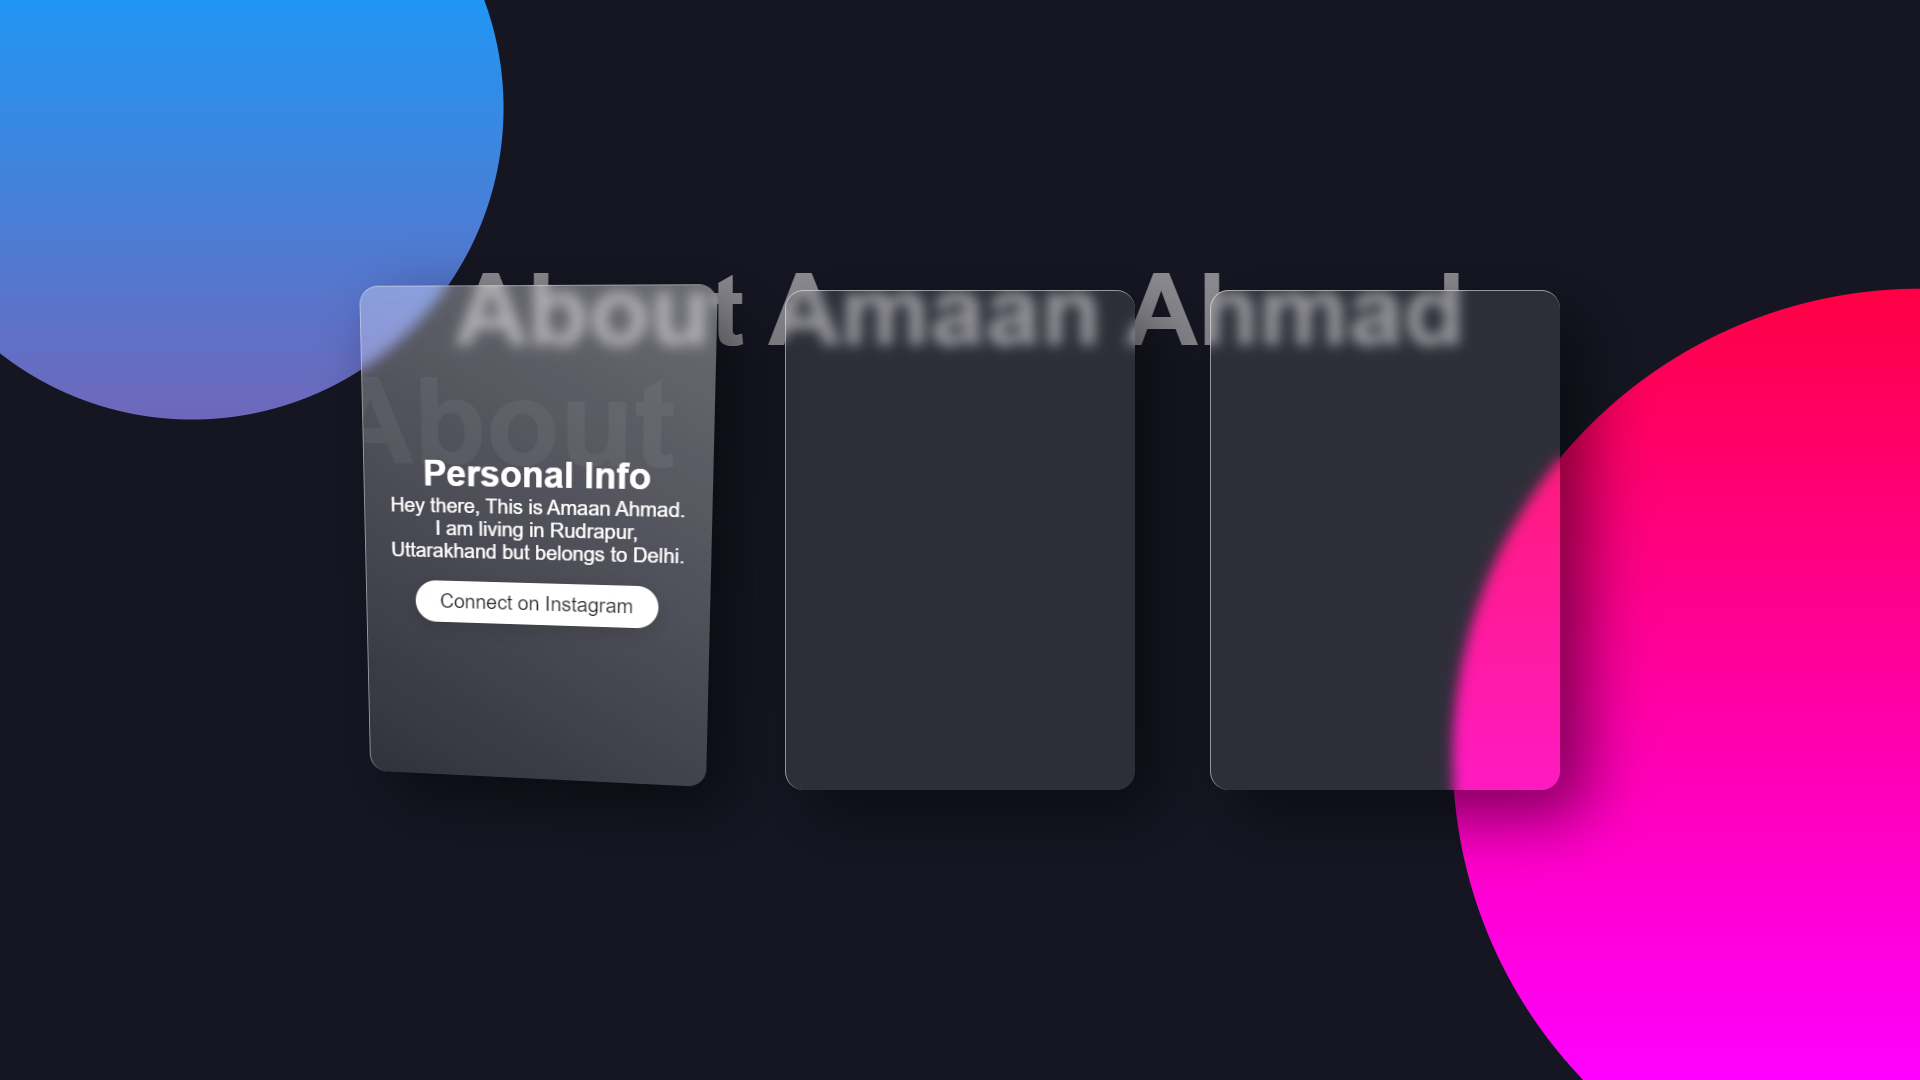 About Amaan Ahmad
About
Personal Info
Hey there, This is Amaan Ahmad.
I am living in Rudrapur,
Uttarakhand but belongs to Delhi.
Connect on Instagram